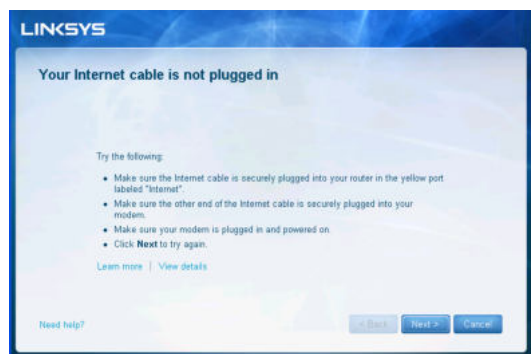 LINKSYS
Your Internet cable is not plugged in
Try the following:
• Make sure the Internet cable is securely plugged into your router in the yellow port
labeled "Internet".
• Make sure the other end of the Internet cable is securely plugged into your
modem.
• Make sure your modem is plugged in and powered on.
• Click Next to try again.
Learn more | View details
Need help?
< Back
Next >
Cancel